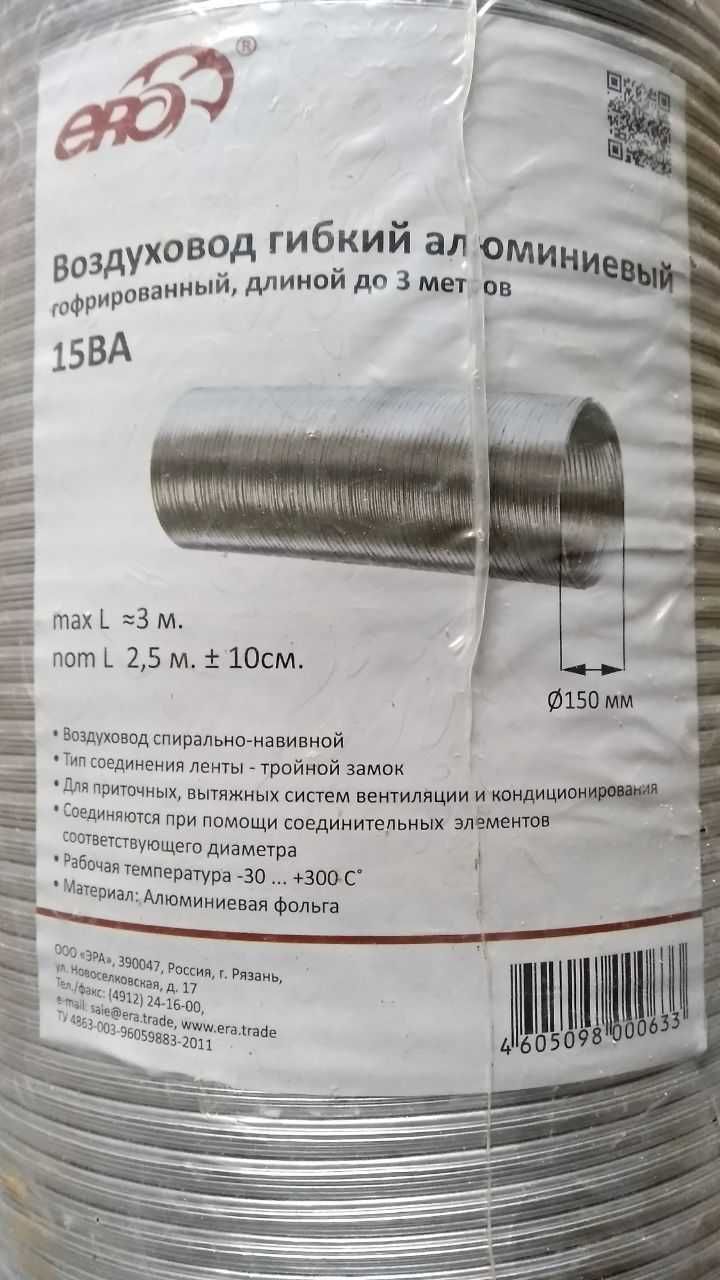 ERA®
Воздуховод гибкий алюминиевый
гофрированный, длиной до 3 метров
15ВА
max L ≈3 м.
nom L 2,5 м. ± 10см.
Ø150 мм
• Воздуховод спирально-навивной
• Тип соединения ленты - тройной замок
• Для приточных, вытяжных систем вентиляции и кондиционирования
• Соединяются при помощи соединительных элементов
соответствующего диаметра
• Рабочая температура -30 ... +300 С˚
• Материал: Алюминиевая фольга
ООО «ЭРА», 390047, Россия, г. Рязань,
ул. Новоселковская, д. 17
Тел./факс: (4912) 24-16-00,
e-mail: sale@era.trade, www.era.trade
ТУ 4863-003-96059883-2011
4 605098 000633